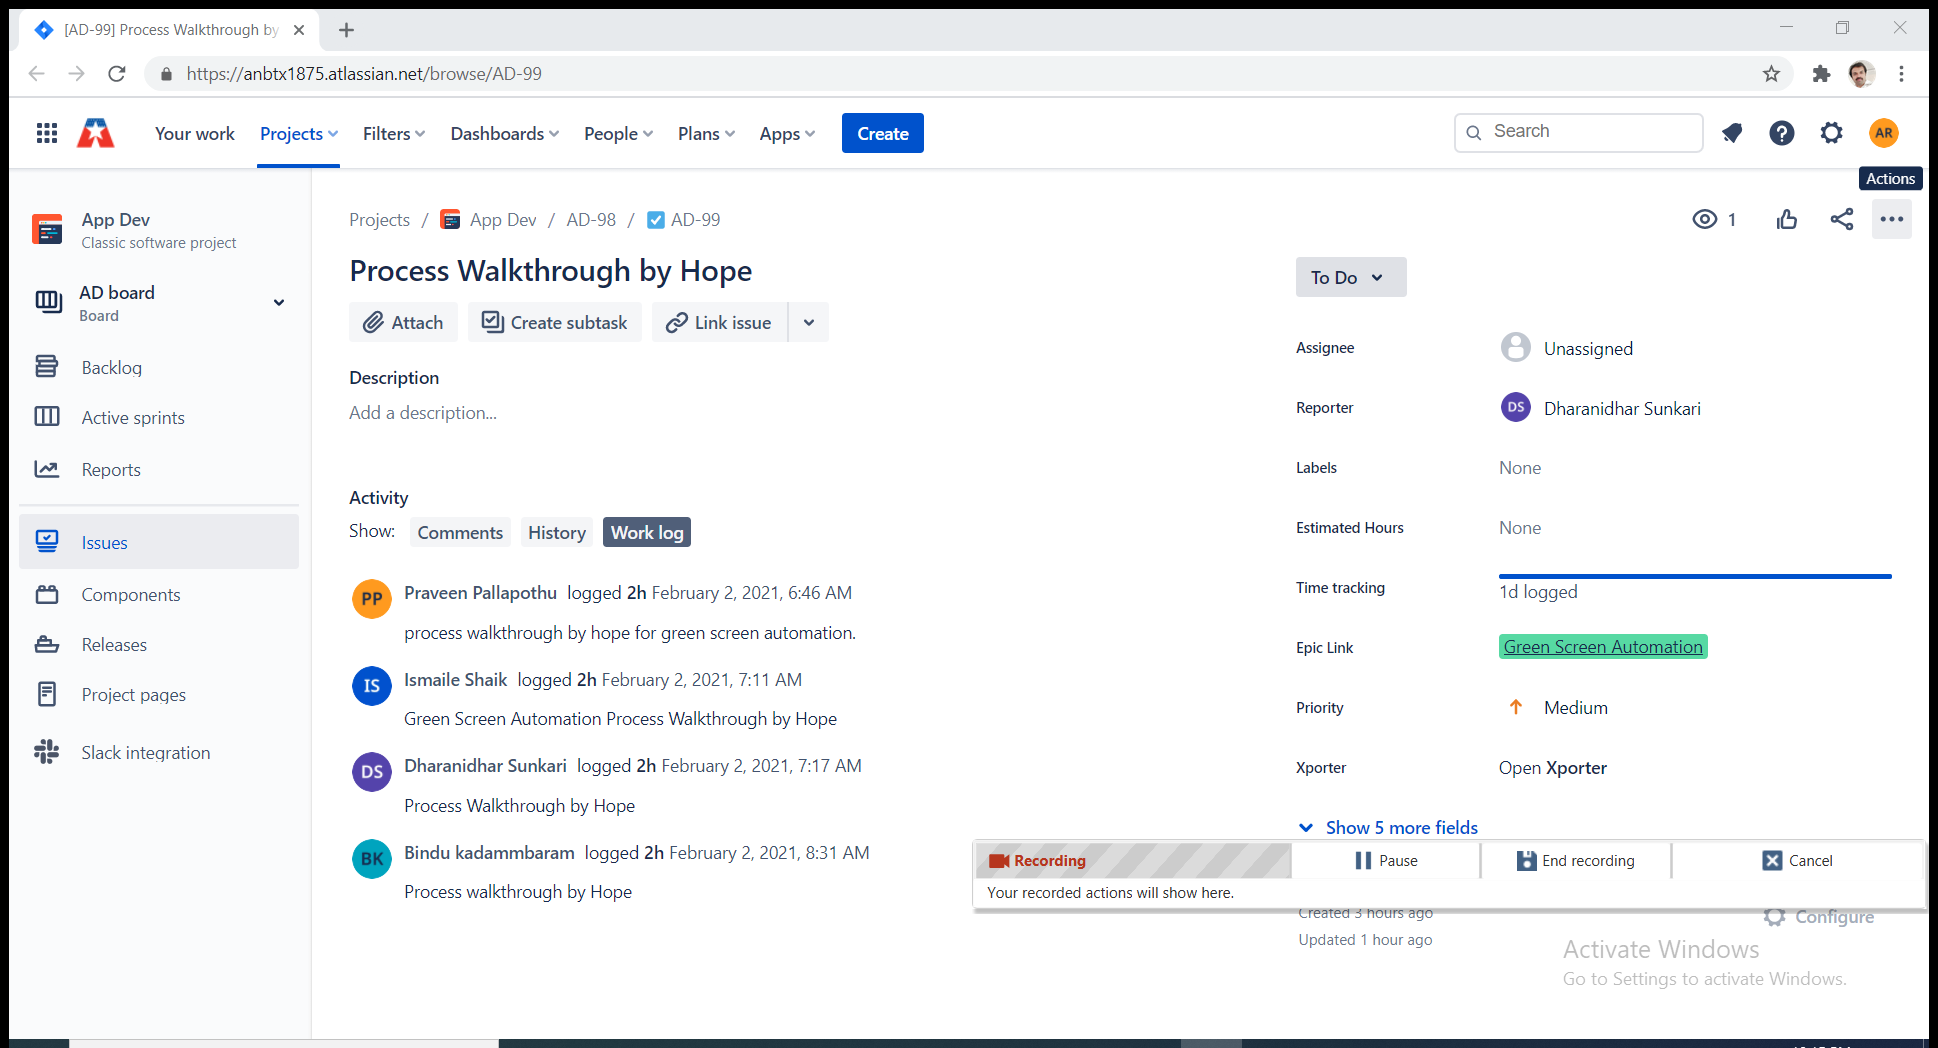 [AD-99] Process Walkthrough by
https://anbtx1875.atlassian.net/browse/AD-99
Your work Projects Filters Dashboards People Plans Apps Create Search AR
Actions
App Dev
Classic software project
AD board
Board
Backlog
Active sprints
Reports
Issues
Components
Releases
Project pages
Slack integration
Projects / App Dev / AD-98 / AD-99
1
Process Walkthrough by Hope
Attach Create subtask Link issue
Description
Add a description...
Activity
Show: Comments History Work log
PP Praveen Pallapothu logged 2h February 2, 2021, 6:46 AM
process walkthrough by hope for green screen automation.
IS Ismaile Shaik logged 2h February 2, 2021, 7:11 AM
Green Screen Automation Process Walkthrough by Hope
DS Dharanidhar Sunkari logged 2h February 2, 2021, 7:17 AM
Process Walkthrough by Hope
BK Bindu kadammbaram logged 2h February 2, 2021, 8:31 AM
Process walkthrough by Hope
To Do
Assignee Unassigned
Reporter DS Dharanidhar Sunkari
Labels None
Estimated Hours None
Time tracking 1d logged
Epic Link Green Screen Automation
Priority Medium
Xporter Open Xporter
Show 5 more fields
Recording Pause End recording Cancel
Your recorded actions will show here.
Created 3 hours ago
Configure
Updated 1 hour ago
Activate Windows
Go to Settings to activate Windows.